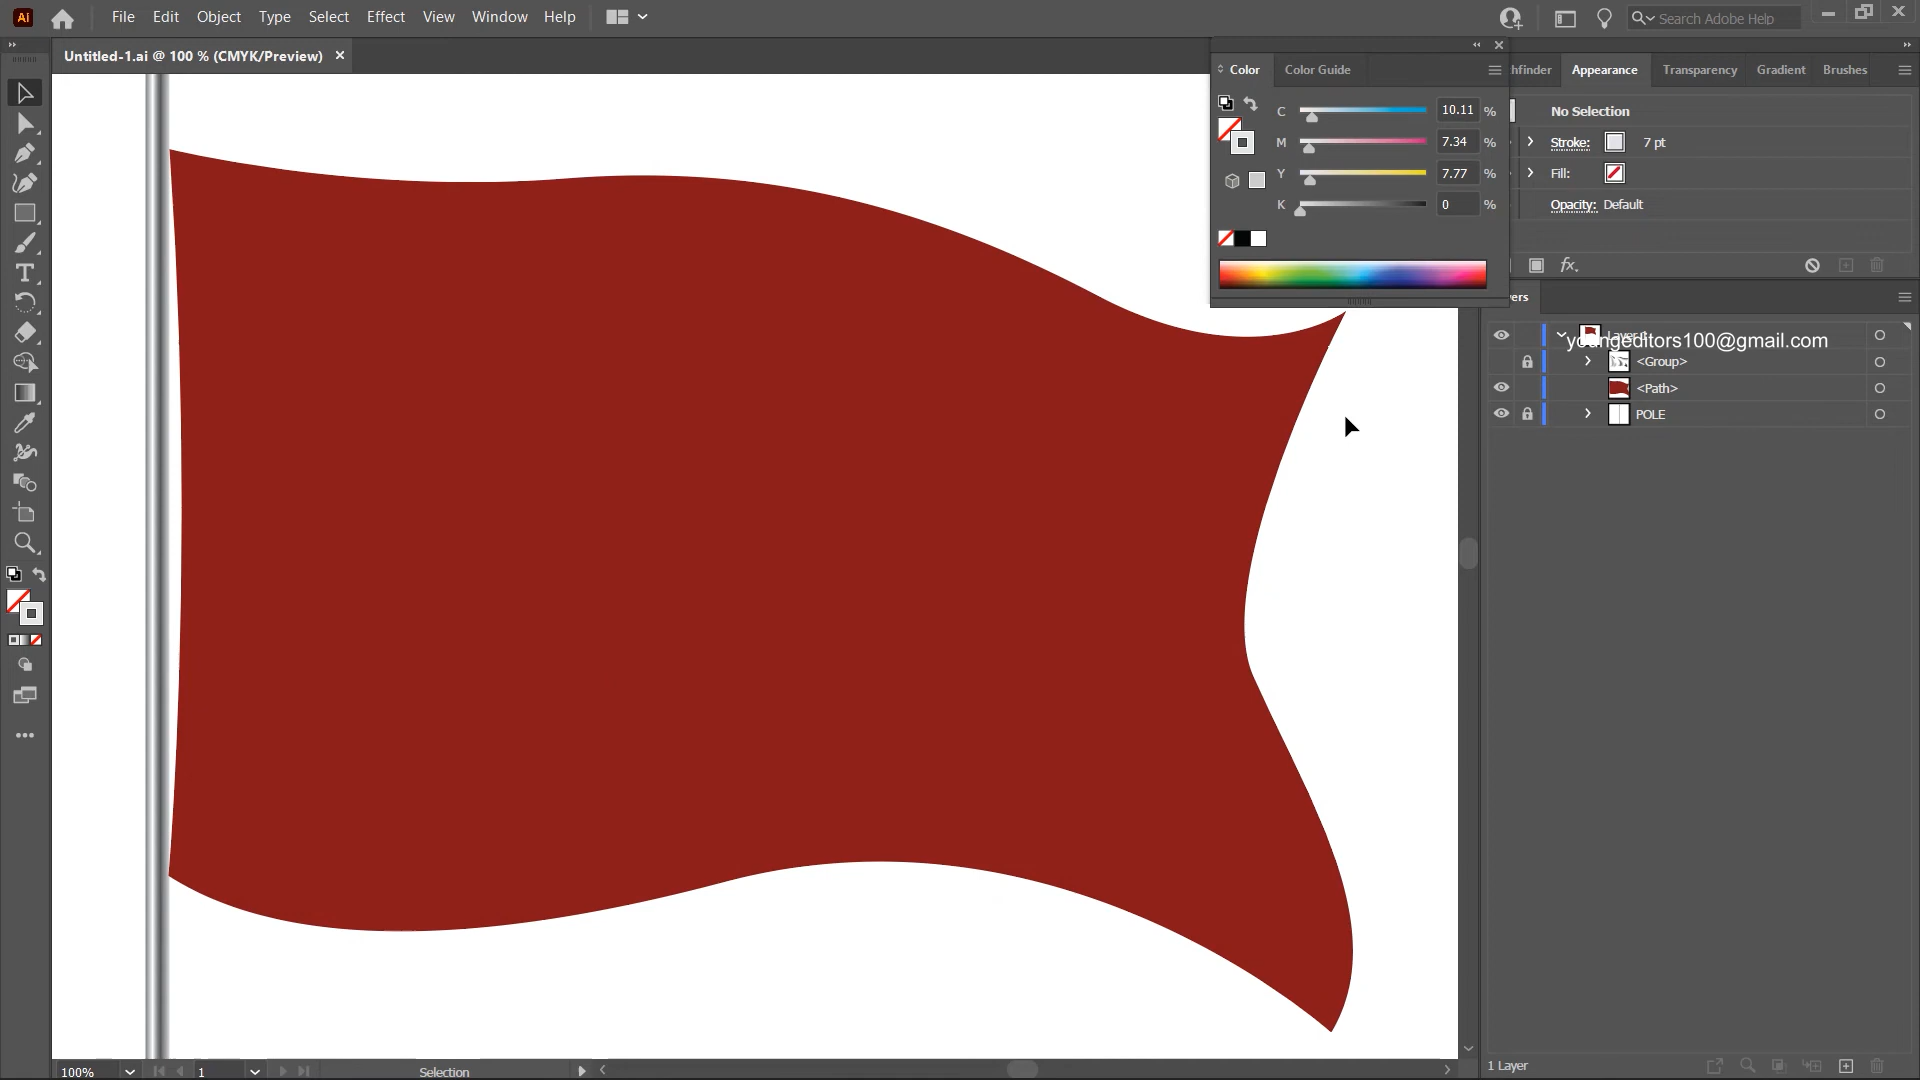 Ai File Edit Object Type Select Effect View Window Help Search Adobe Help
Untitled-1.ai @ 100 % (CMYK/Preview) ×
Color Color Guide
C 10.11 %
M 7.34 %
Y 7.77 %
K 0 %
hfinder Appearance Transparency Gradient Brushes
No Selection
Stroke: 7 pt
Fill:
Opacity: Default
fx.
ers
Layer 1
youngeditors100@gmail.com
<Group>
<Path>
POLE
100% 1 Selection
1 Layer